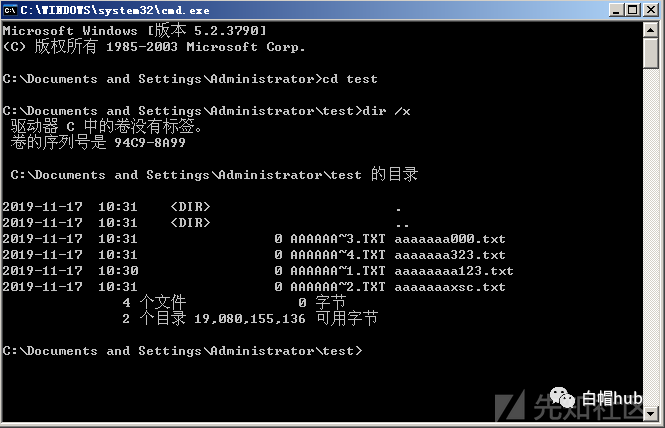 C:\WINDOWS\system32\cmd.exe
Microsoft Windows [版本 5.2.3790]
(C) 版权所有 1985-2003 Microsoft Corp.
C:\Documents and Settings\Administrator>cd test
C:\Documents and Settings\Administrator\test>dir /x
驱动器 C 中的卷没有标签。
卷的序列号是 94C9-8A99
C:\Documents and Settings\Administrator\test 的目录
2019-11-17 10:31 <DIR> .
2019-11-17 10:31 <DIR> ..
2019-11-17 10:31 0 AAAAAA~3.TXT aaaaaaa000.txt
2019-11-17 10:31 0 AAAAAA~4.TXT aaaaaaa323.txt
2019-11-17 10:30 0 AAAAAA~1.TXT aaaaaaaa123.txt
2019-11-17 10:31 0 AAAAAA~2.TXT aaaaaaaxsc.txt
4 个文件 0 字节
2 个目录 19,080,155,136 可用字节
C:\Documents and Settings\Administrator\test>
白帽hub
先知社区